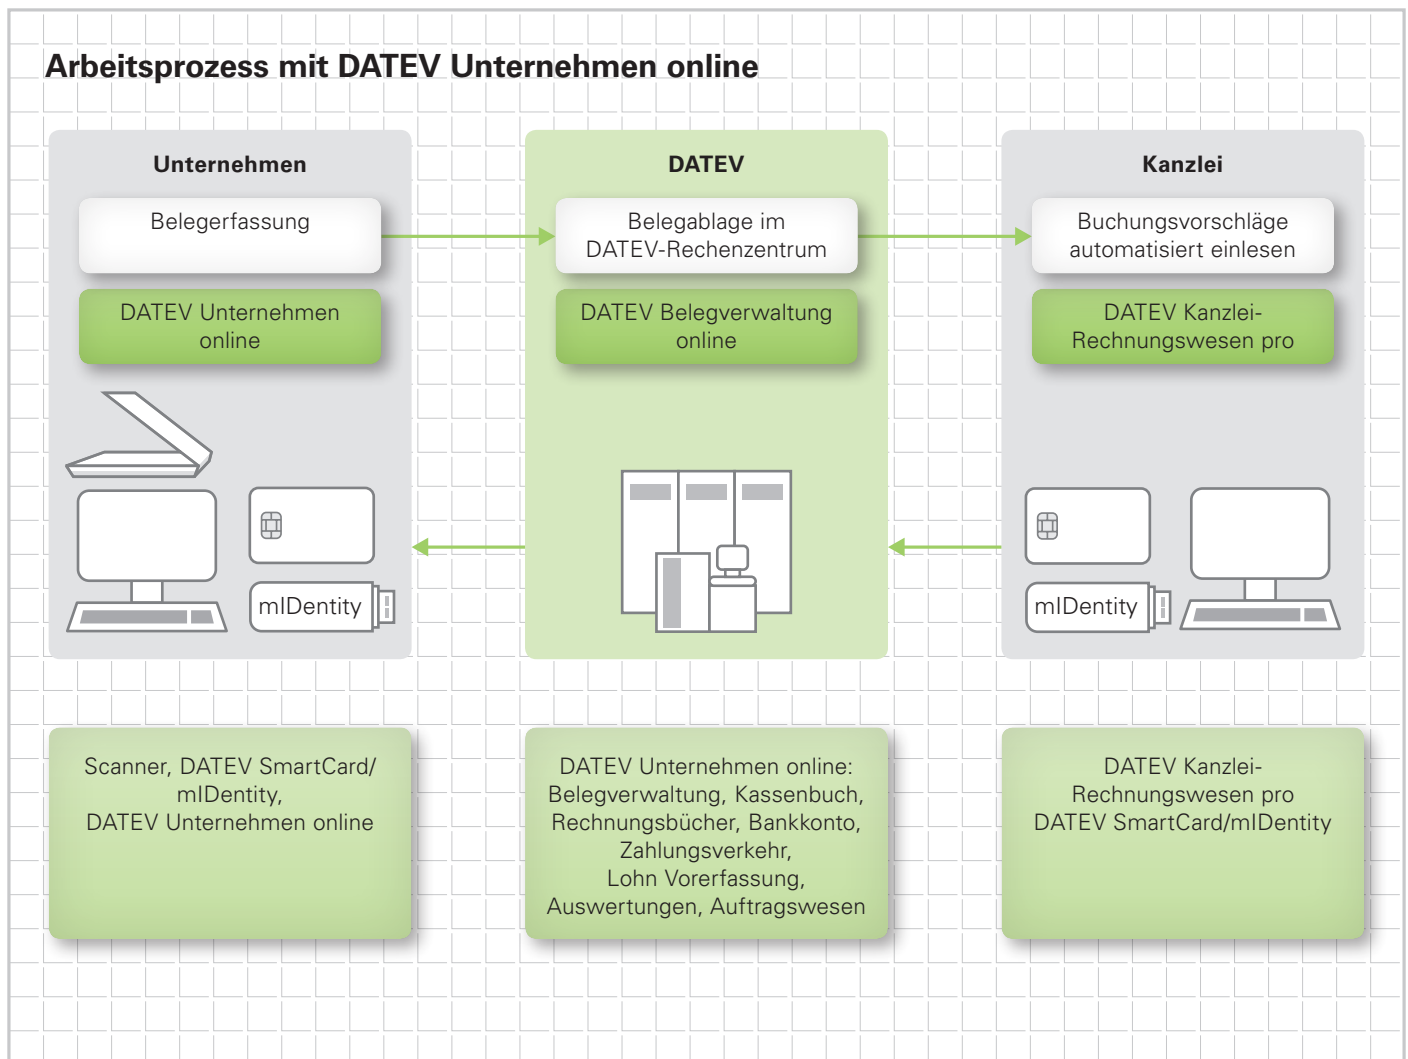 Arbeitsprozess mit DATEV Unternehmen online
Unternehmen
Belegerfassung
DATEV Unternehmen
online
mIDentity
DATEV
Belegablage im
DATEV-Rechenzentrum
DATEV Belegverwaltung
online
Kanzlei
Buchungsvorschläge
automatisiert einlesen
DATEV Kanzlei-
Rechnungswesen pro
mIDentity
Scanner, DATEV SmartCard/
mIDentity,
DATEV Unternehmen online
DATEV Unternehmen online:
Belegverwaltung, Kassenbuch,
Rechnungsbücher, Bankkonto,
Zahlungsverkehr,
Lohn Vorerfassung,
Auswertungen, Auftragswesen
DATEV Kanzlei-
Rechnungswesen pro
DATEV SmartCard/mIDentity